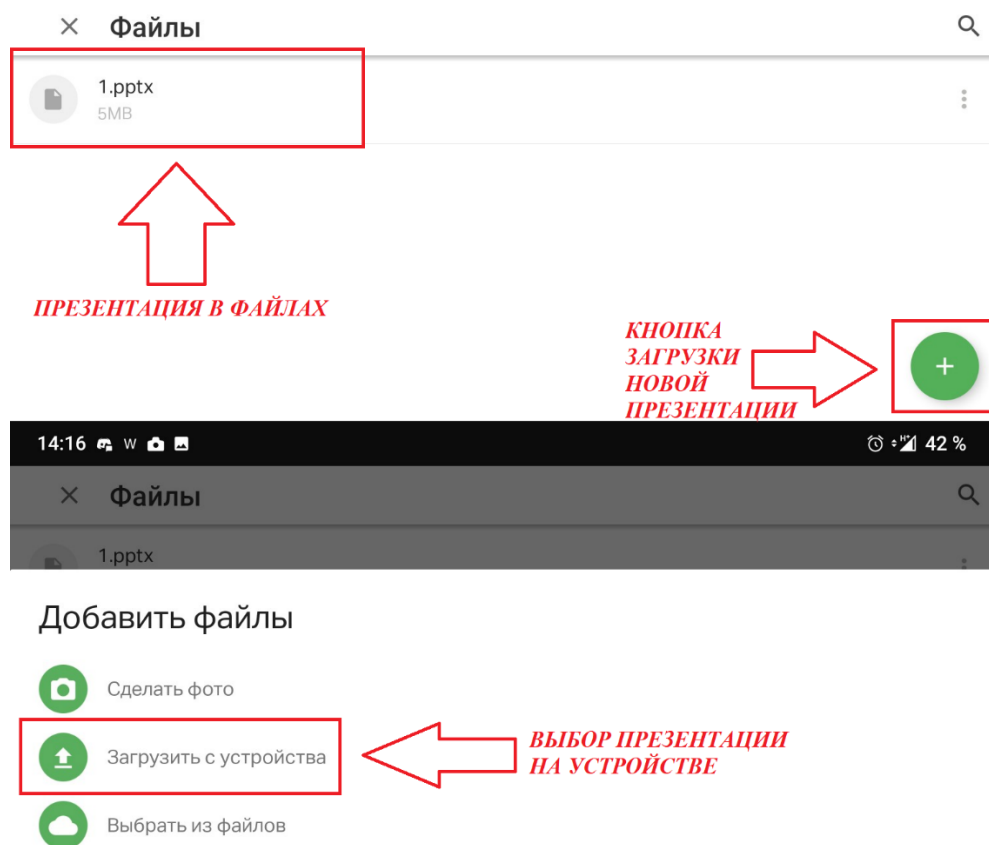 Файлы
1.pptx
5MB
ПРЕЗЕНТАЦИЯ В ФАЙЛАХ
КНОПКА
ЗАГРУЗКИ
НОВОЙ
ПРЕЗЕНТАЦИИ
14:16 W 42 %
Файлы
1.pptx
Добавить файлы
Сделать фото
Загрузить с устройства
ВЫБОР ПРЕЗЕНТАЦИИ
НА УСТРОЙСТВЕ
Выбрать из файлов